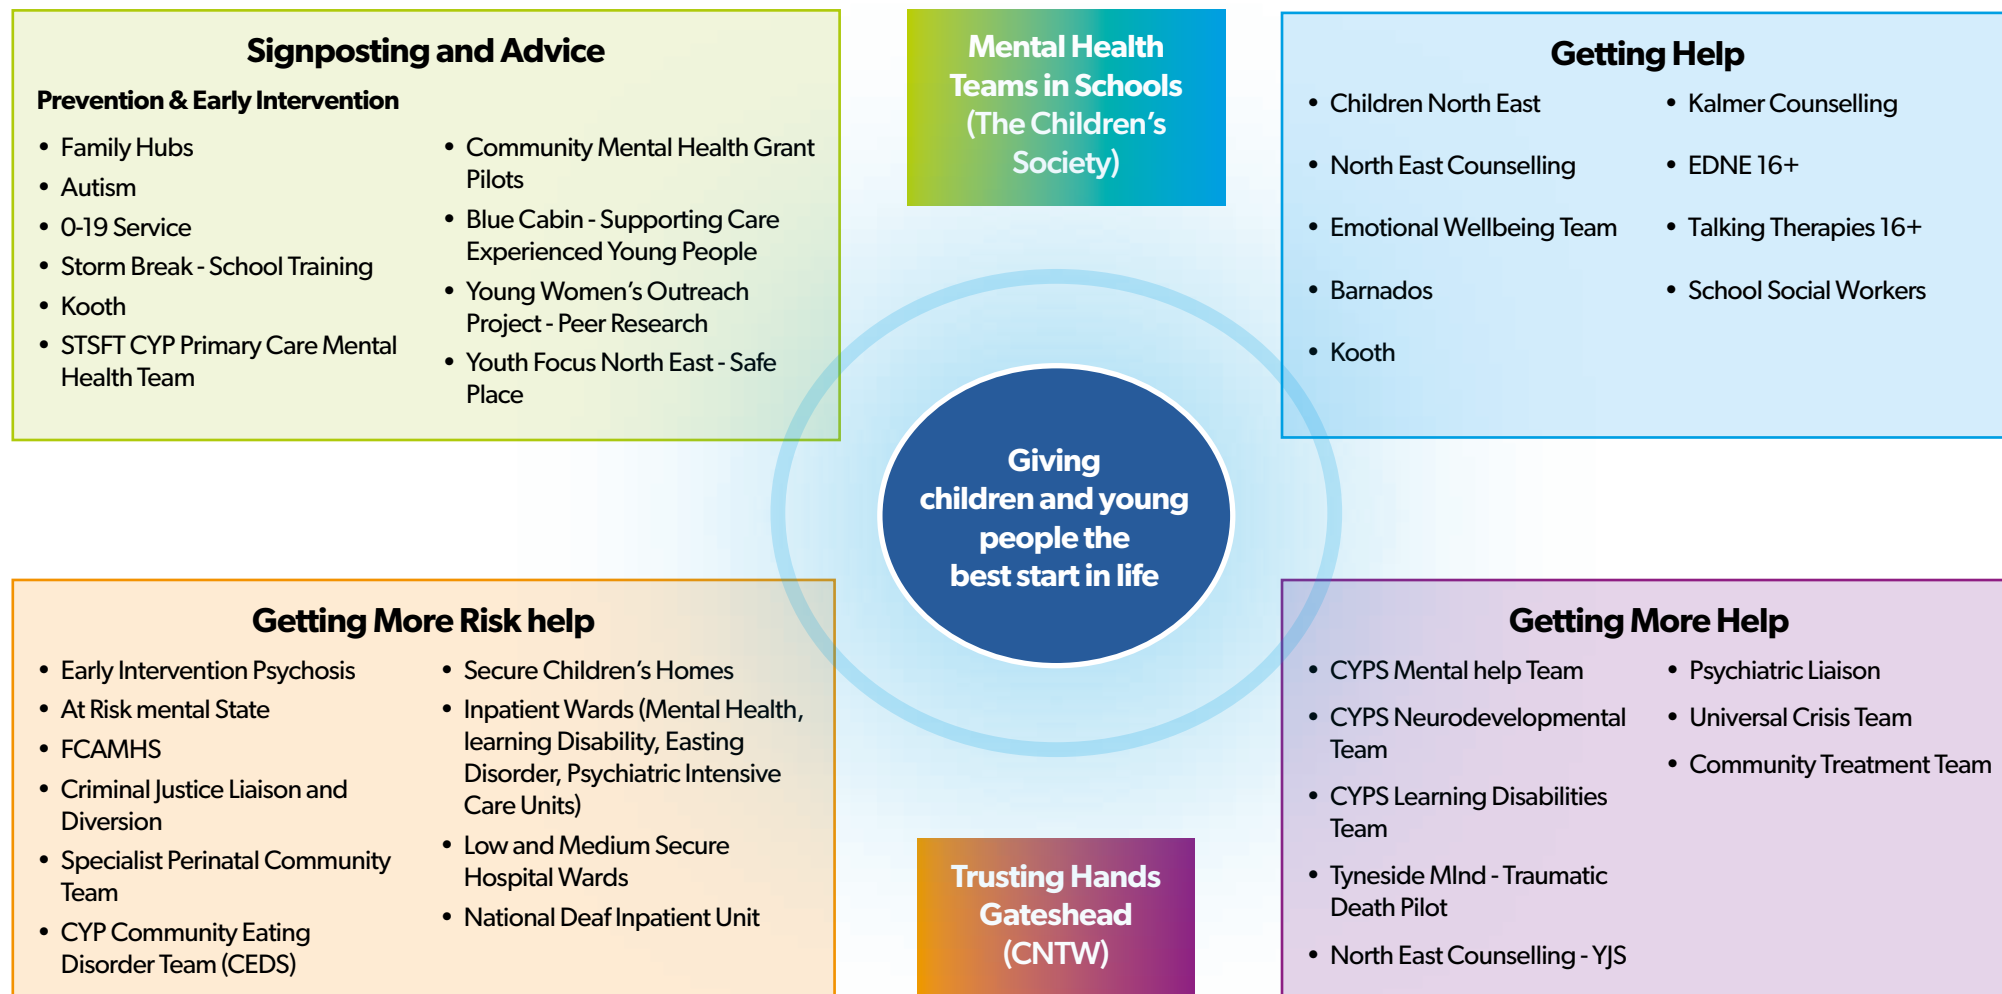 Signposting and Advice
Prevention & Early Intervention
• Family Hubs
• Autism
• 0-19 Service
• Storm Break - School Training
• Kooth
• STSFT CYP Primary Care Mental
Health Team
• Community Mental Health Grant
Pilots
• Blue Cabin - Supporting Care
Experienced Young People
• Young Women's Outreach
Project - Peer Research
• Youth Focus North East - Safe
Place
Mental Health
Teams in Schools
(The Children's
Society)
Getting Help
• Children North East
• North East Counselling
• Emotional Wellbeing Team
• Barnados
• Kooth
• Kalmer Counselling
• EDNE 16+
• Talking Therapies 16+
• School Social Workers
Giving
children and young
people the
best start in life
Getting More Risk help
• Early Intervention Psychosis
• At Risk mental State
• FCAMHS
• Criminal Justice Liaison and
Diversion
• Specialist Perinatal Community
Team
• CYP Community Eating
Disorder Team (CEDS)
• Secure Children's Homes
• Inpatient Wards (Mental Health,
learning Disability, Easting
Disorder, Psychiatric Intensive
Care Units)
• Low and Medium Secure
Hospital Wards
• National Deaf Inpatient Unit
Trusting Hands
Gateshead
(CNTW)
Getting More Help
• CYPS Mental help Team
• CYPS Neurodevelopmental
Team
• CYPS Learning Disabilities
Team
• Tyneside MInd - Traumatic
Death Pilot
• North East Counselling - YJS
• Psychiatric Liaison
• Universal Crisis Team
• Community Treatment Team